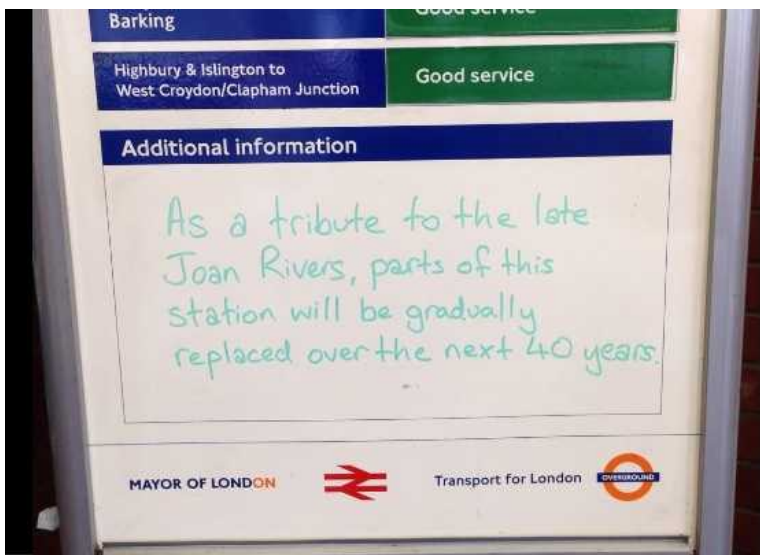 Barking
Good service
Highbury & Islington to
West Croydon/Clapham Junction
Good service
Additional information
As a tribute to the late
Joan Rivers, parts of this
station will be gradually
replaced over the next 40 years.
MAYOR OF LONDON
Transport for London
OVERGROUND